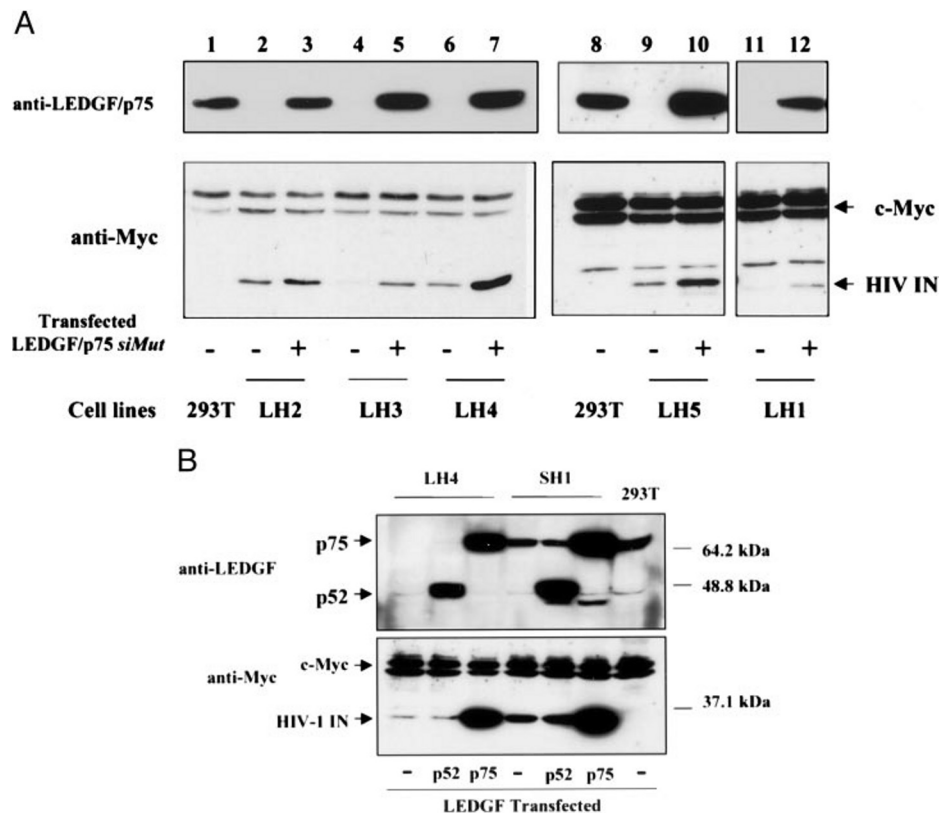 A
1 2 3 4 5 6 7 8 9 10 11 12
anti-LEDGF/p75
anti-Myc
c-Myc
HIV IN
Transfected
LEDGF/p75 siMut
- - + - + - + - - + - +
Cell lines 293T LH2 LH3 LH4 293T LH5 LH1
B
LH4 SH1 293T
anti-LEDGF
p75
64.2 kDa
p52
48.8 kDa
anti-Myc
c-Myc
37.1 kDa
HIV-1 IN
- p52 p75 - p52 p75 -
LEDGF Transfected